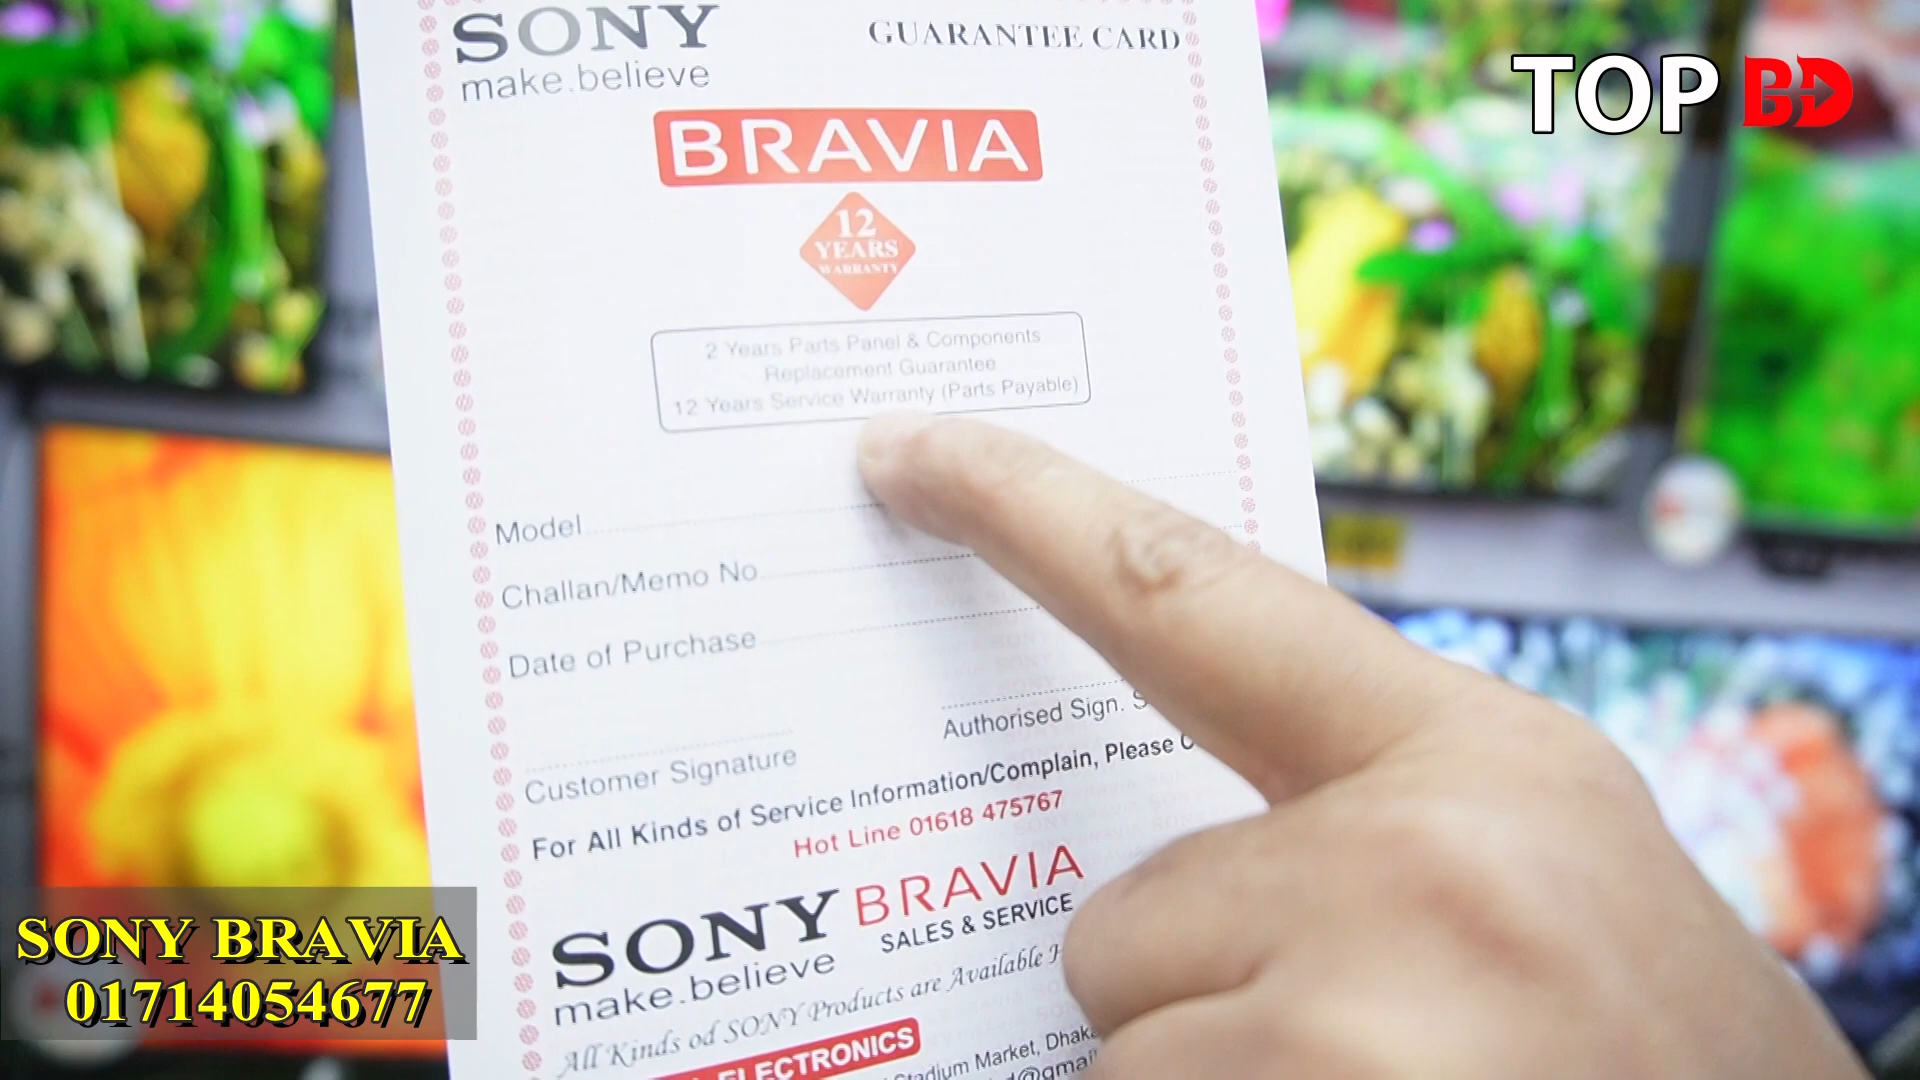 SONY
make.believe
GUARANTEE CARD
TOP BD
BRAVIA
12
YEARS
WARRANTY
2 Years Parts Panel & Components
Replacement Guarantee
12 Years Service Warranty (Parts Payable)
Model
Challan/Memo No
Date of Purchase
Customer Signature
Authorised Sign.
For All Kinds of Service Information/Complain, Please
Hot Line 01618 475767
SONY BRAVIA
make.believe
SALES & SERVICE
All Kinds od SONY Products are Available
ELECTRONICS
Stadium Market, Dhaka
SONY BRAVIA
01714054677